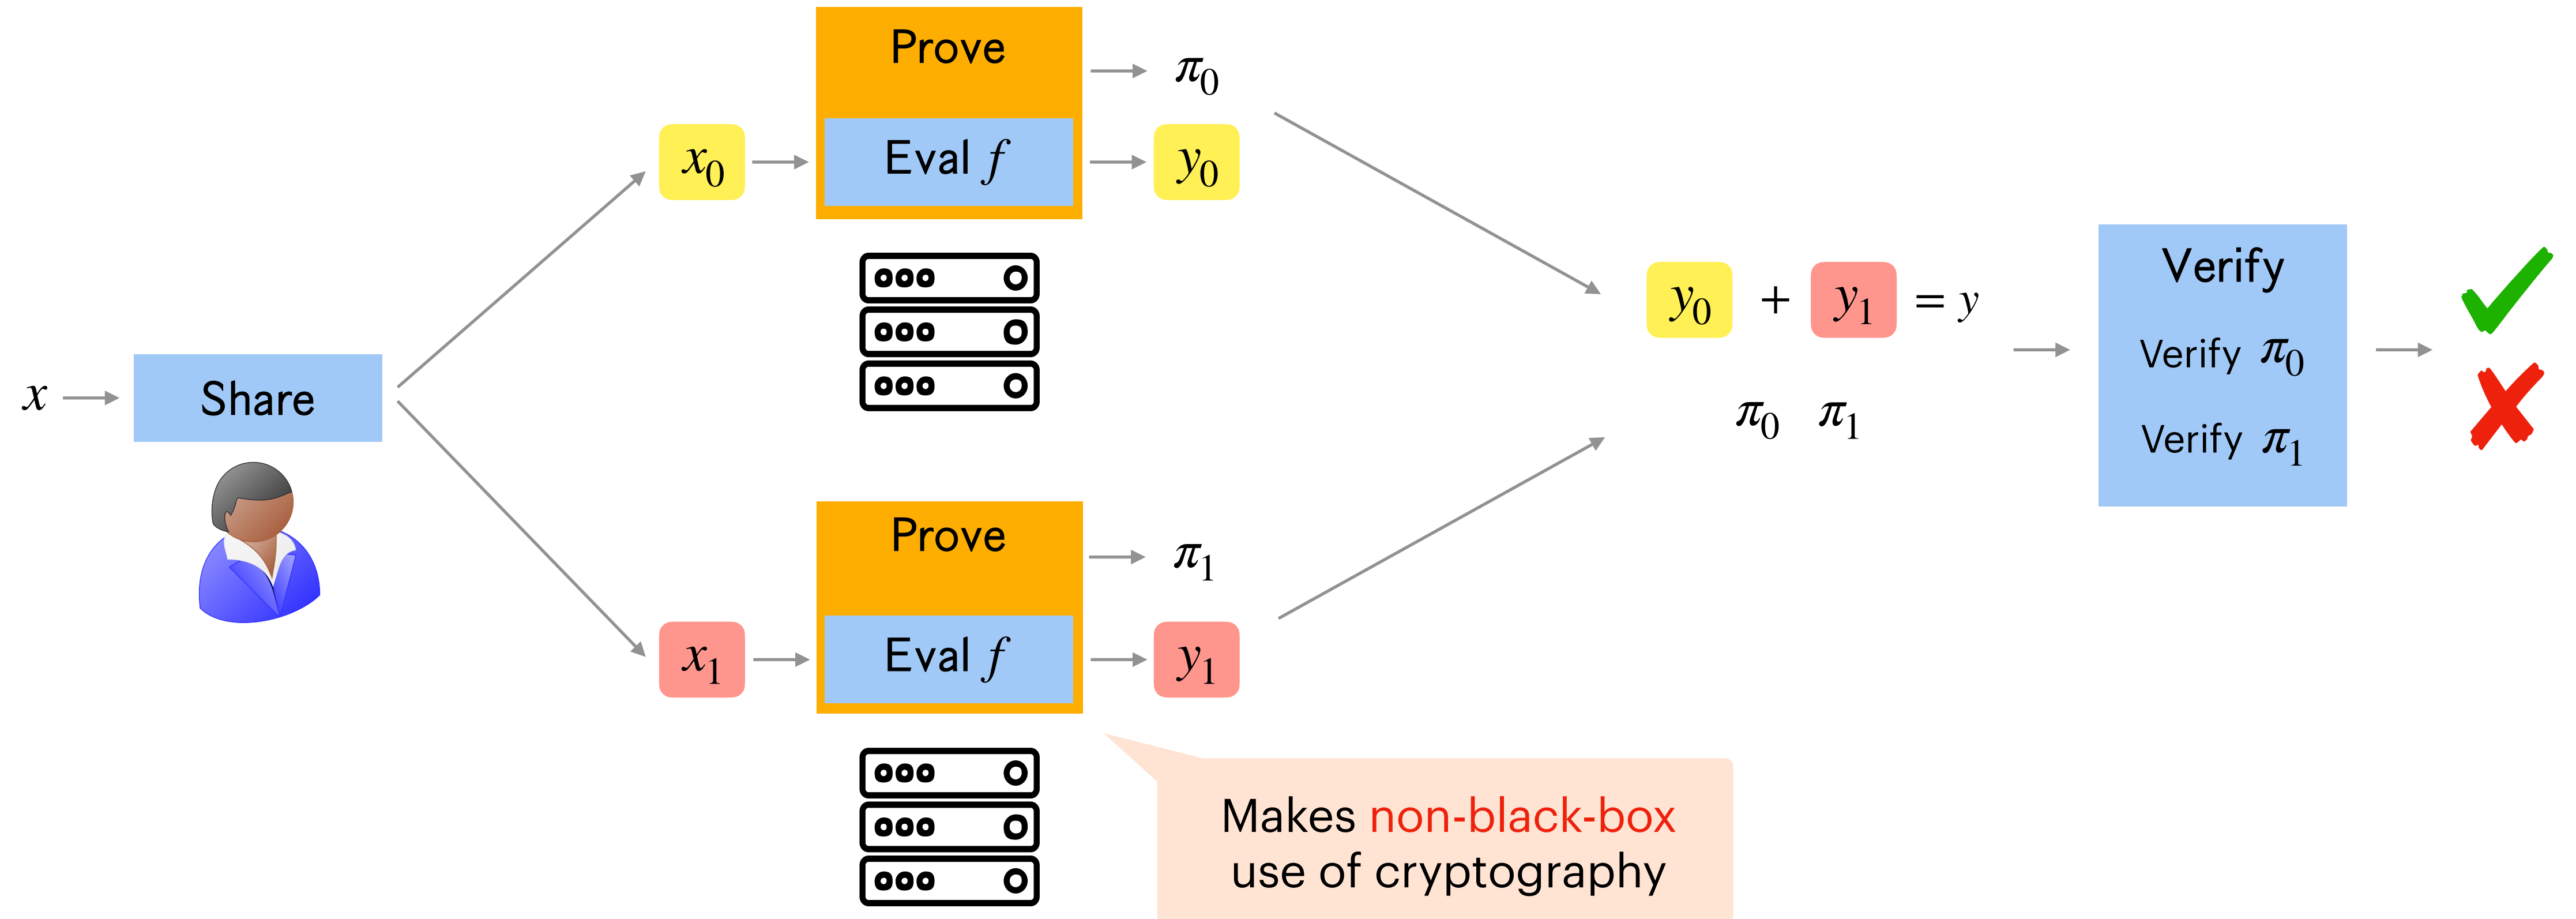 Prove
π₀
x₀
Eval f
y₀
x
Share
y₀ + y₁ = y
π₀ π₁
Verify
Verify π₀
Verify π₁
Prove
π₁
x₁
Eval f
y₁
Makes non-black-box
use of cryptography